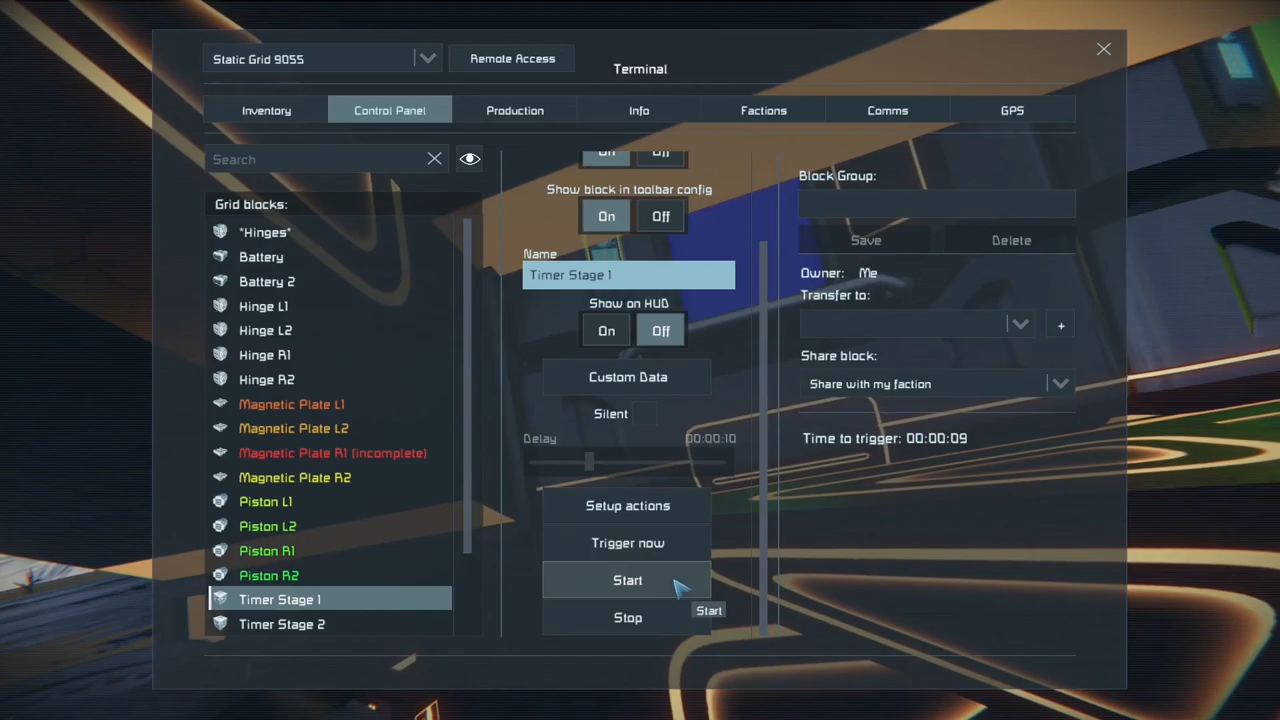 Static Grid 9055
Remote Access
Terminal
Inventory
Control Panel
Production
Info
Factions
Comms
GPS
Search
Grid blocks:
*Hinges*
Battery
Battery 2
Hinge L1
Hinge L2
Hinge R1
Hinge R2
Magnetic Plate L1
Magnetic Plate L2
Magnetic Plate R1 (incomplete)
Magnetic Plate R2
Piston L1
Piston L2
Piston R1
Piston R2
Timer Stage 1
Timer Stage 2
On Off
Show block in toolbar config
On Off
Name
Timer Stage 1
Show on HUD
On Off
Custom Data
Silent
Delay 00:00:10
Setup actions
Trigger now
Start
Start
Stop
Block Group:
Save Delete
Owner: Me
Transfer to:
+
Share block:
Share with my faction
Time to trigger: 00:00:09